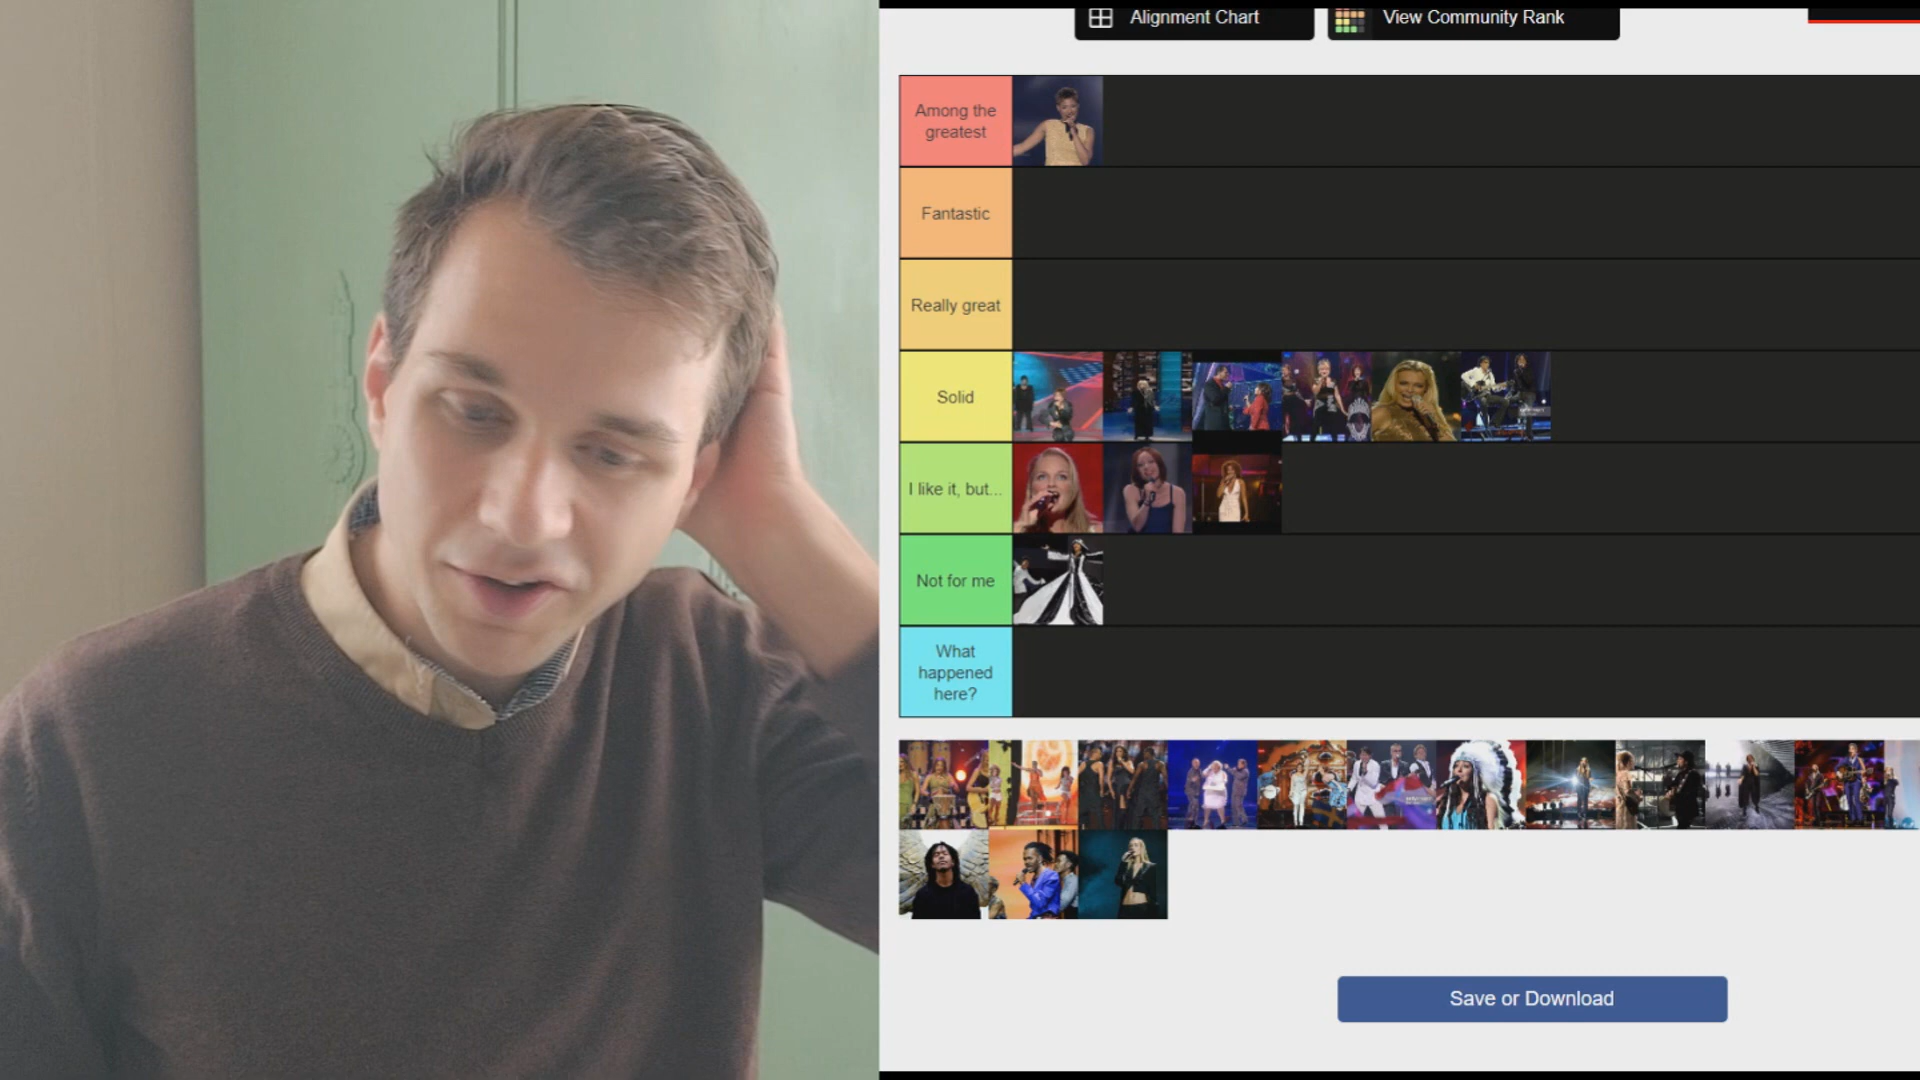 Alignment Chart
View Community Rank
Among the
greatest
Fantastic
Really great
Solid
I like it, but...
Not for me
What
happened
here?
Save or Download